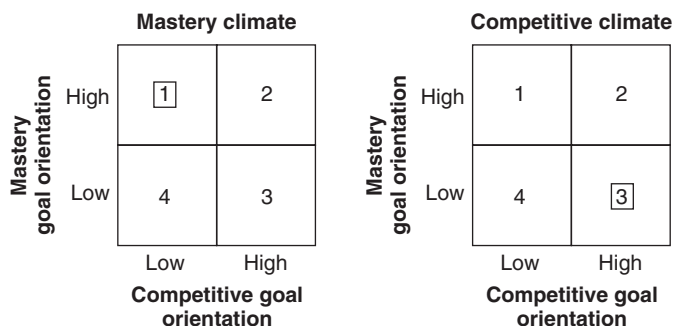 Mastery climate
Mastery
goal orientation
High
1
2
Low
4
3
Low
High
Competitive goal
orientation
Competitive climate
Mastery
goal orientation
High
1
2
Low
4
3
Low
High
Competitive goal
orientation